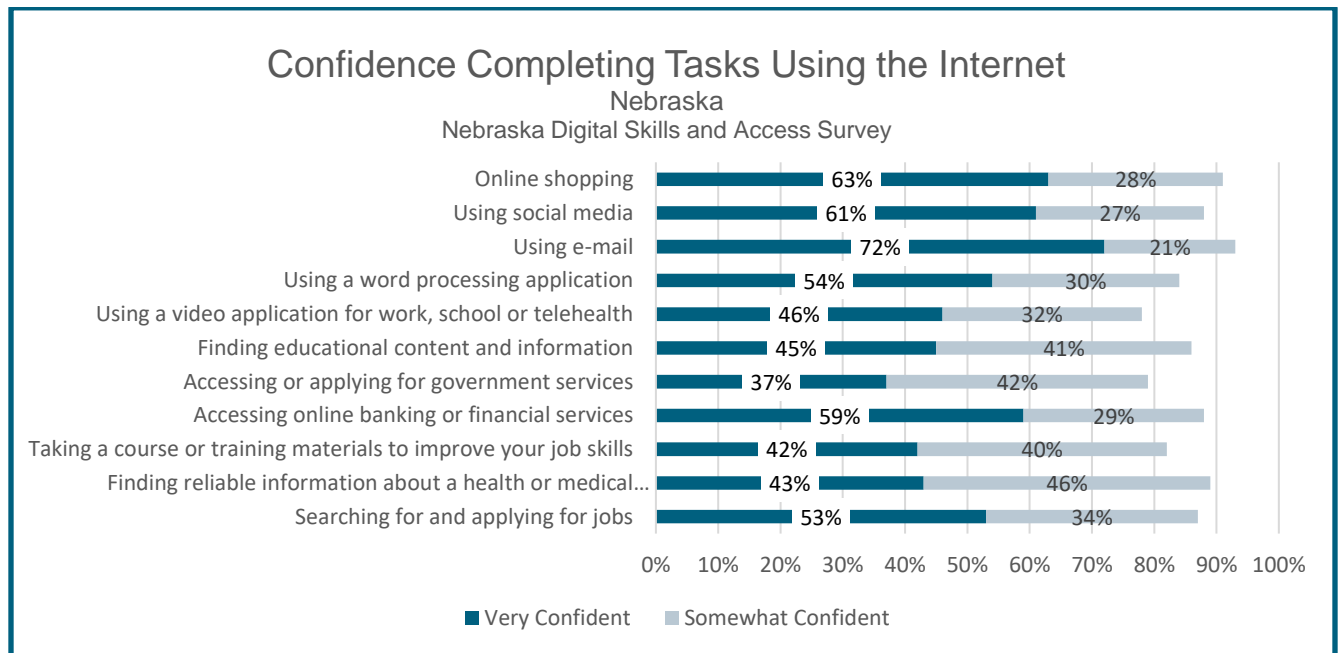 Confidence Completing Tasks Using the Internet
Nebraska
Nebraska Digital Skills and Access Survey
Online shopping 63% 28%
Using social media 61% 27%
Using e-mail 72% 21%
Using a word processing application 54% 30%
Using a video application for work, school or telehealth 46% 32%
Finding educational content and information 45% 41%
Accessing or applying for government services 37% 42%
Accessing online banking or financial services 59% 29%
Taking a course or training materials to improve your job skills 42% 40%
Finding reliable information about a health or medical... 43% 46%
Searching for and applying for jobs 53% 34%
0% 10% 20% 30% 40% 50% 60% 70% 80% 90% 100%
Very Confident Somewhat Confident